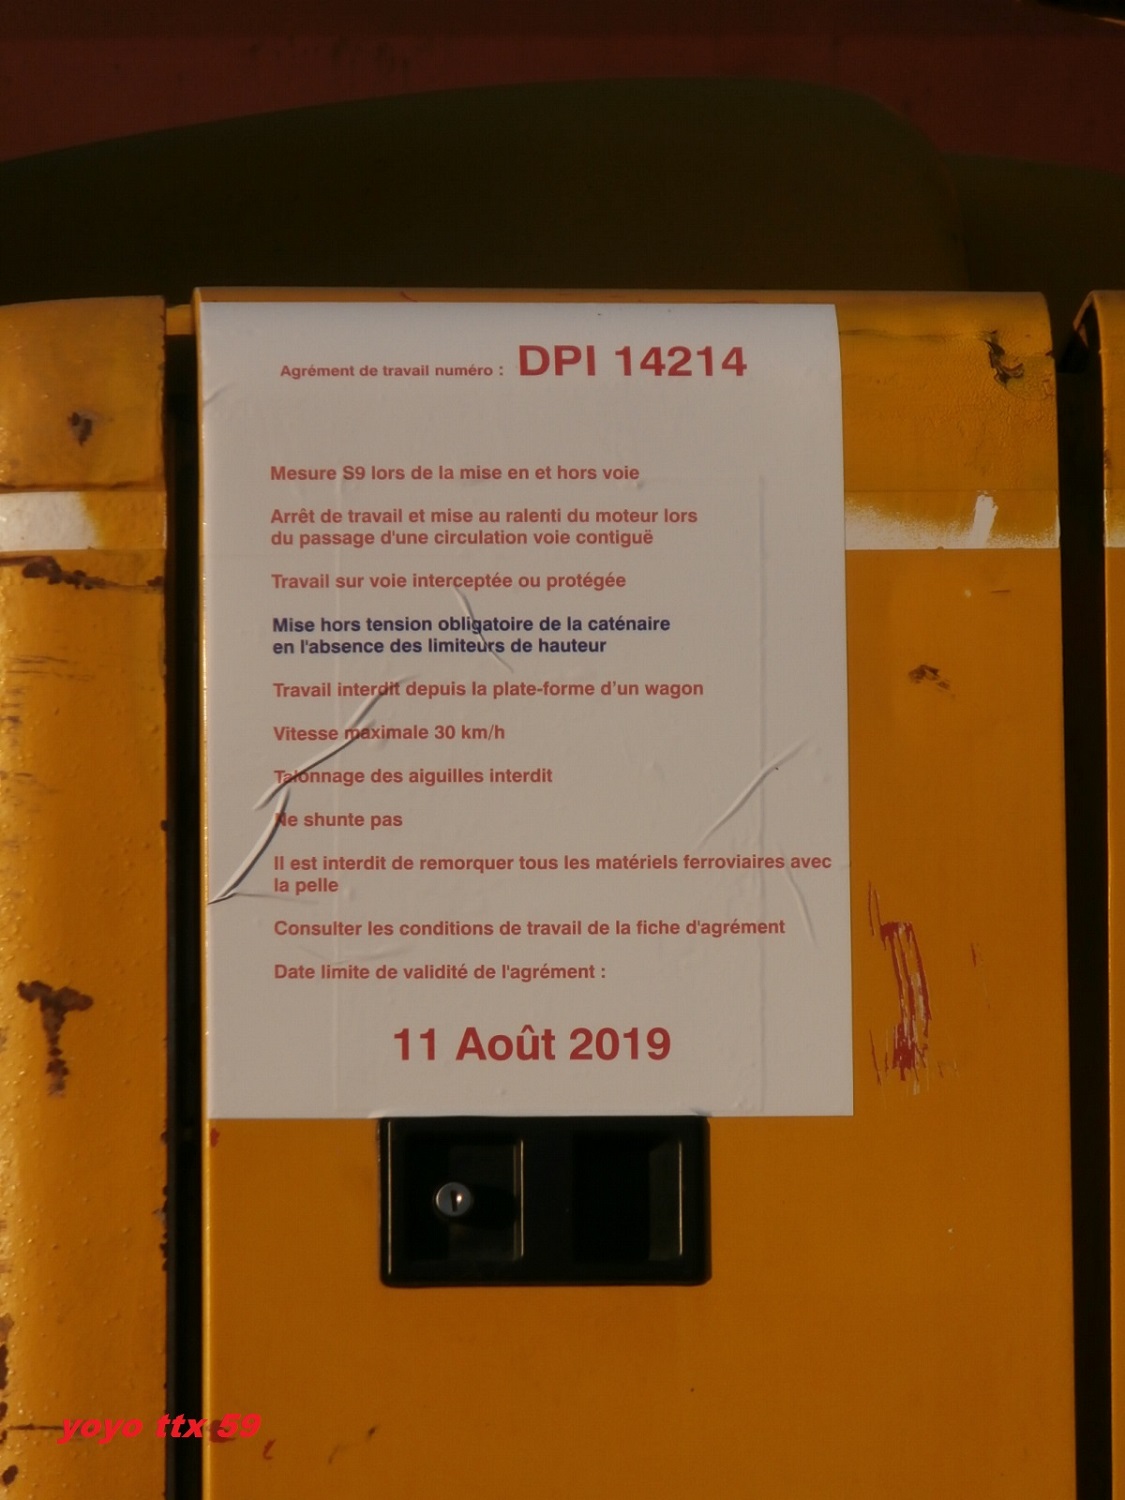 Agrément de travail numéro : DPI 14214
Mesure S9 lors de la mise en et hors voie
Arrêt de travail et mise au ralenti du moteur lors
du passage d'une circulation voie contiguë
Travail sur voie interceptée ou protégée
Mise hors tension obligatoire de la caténaire
en l'absence des limiteurs de hauteur
Travail interdit depuis la plate-forme d'un wagon
Vitesse maximale 30 km/h
Talonnage des aiguilles interdit
Ne shunte pas
Il est interdit de remorquer tous les matériels ferroviaires avec
la pelle
Consulter les conditions de travail de la fiche d'agrément
Date limite de validité de l'agrément :
11 Août 2019
yoyo ttx 59